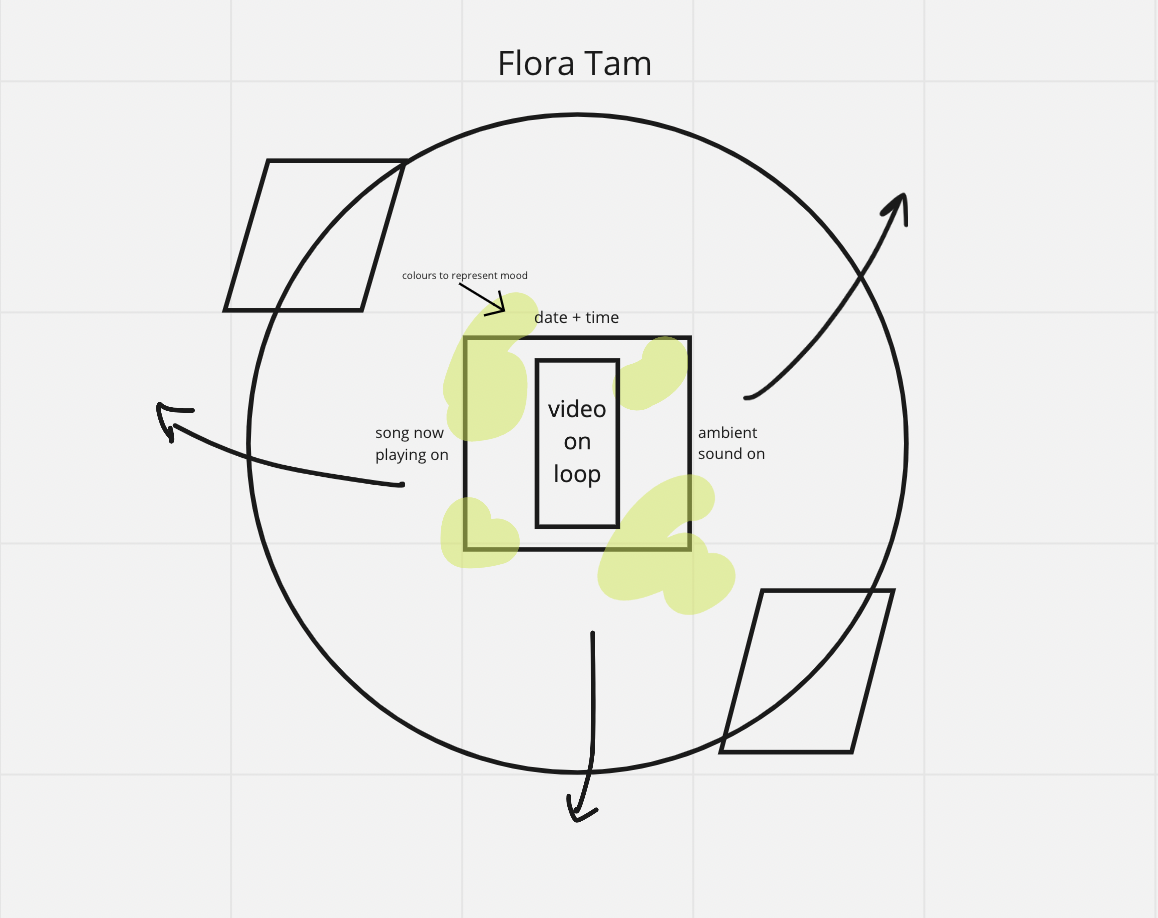 Flora Tam
colours to represent mood
date + time
video
on
loop
song now
playing on
ambient
sound on